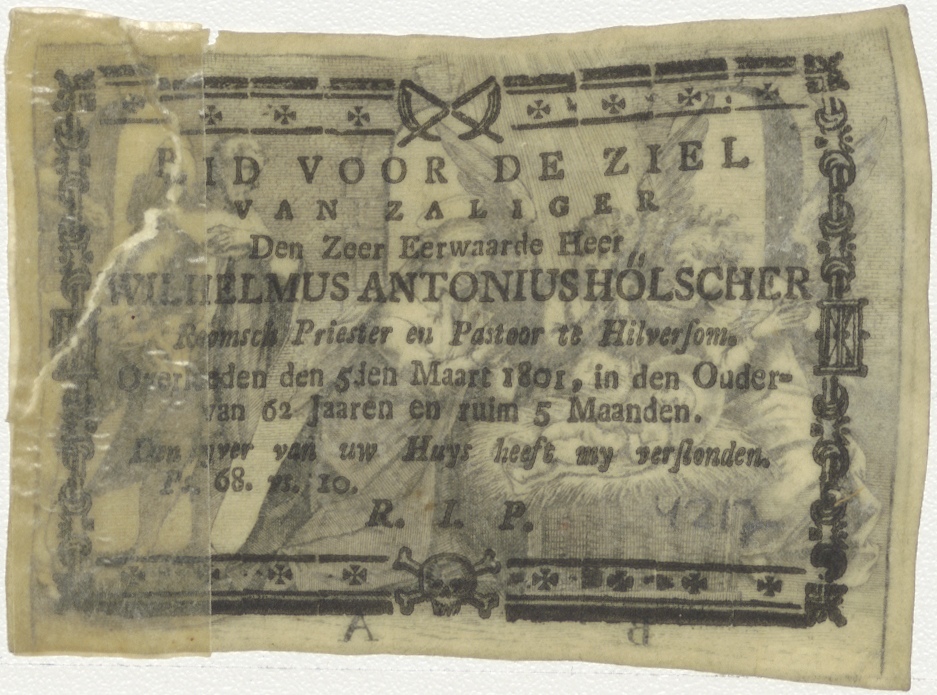 BID VOOR DE ZIEL
VAN ZALIGER
Den Zeer Eerwaarde Heer
WILHELMUS ANTONIUS HÖLSCHER
Roomsch Priester en Pastoor te Hilversom.
Overleeden den 5den Maart 1801, in den Ouder-
van 62 Jaaren en ruim 5 Maanden.
Den yver van uw Huys heeft my verslonden.
Ps. 68. vs. 10.
R. I. P.
4217